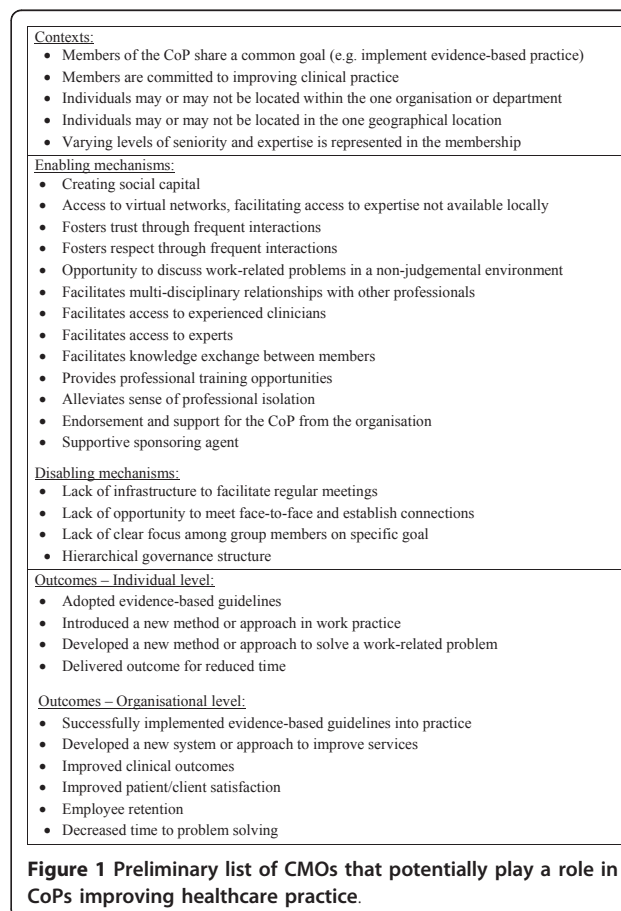 Contexts:
• Members of the CoP share a common goal (e.g. implement evidence-based practice)
• Members are committed to improving clinical practice
• Individuals may or may not be located within the one organisation or department
• Individuals may or may not be located in the one geographical location
• Varying levels of seniority and expertise is represented in the membership
Enabling mechanisms:
• Creating social capital
• Access to virtual networks, facilitating access to expertise not available locally
• Fosters trust through frequent interactions
• Fosters respect through frequent interactions
• Opportunity to discuss work-related problems in a non-judgemental environment
• Facilitates multi-disciplinary relationships with other professionals
• Facilitates access to experienced clinicians
• Facilitates access to experts
• Facilitates knowledge exchange between members
• Provides professional training opportunities
• Alleviates sense of professional isolation
• Endorsement and support for the CoP from the organisation
• Supportive sponsoring agent
Disabling mechanisms:
• Lack of infrastructure to facilitate regular meetings
• Lack of opportunity to meet face-to-face and establish connections
• Lack of clear focus among group members on specific goal
• Hierarchical governance structure
Outcomes – Individual level:
• Adopted evidence-based guidelines
• Introduced a new method or approach in work practice
• Developed a new method or approach to solve a work-related problem
• Delivered outcome for reduced time
Outcomes – Organisational level:
• Successfully implemented evidence-based guidelines into practice
• Developed a new system or approach to improve services
• Improved clinical outcomes
• Improved patient/client satisfaction
• Employee retention
• Decreased time to problem solving
Figure 1 Preliminary list of CMOs that potentially play a role in
CoPs improving healthcare practice.